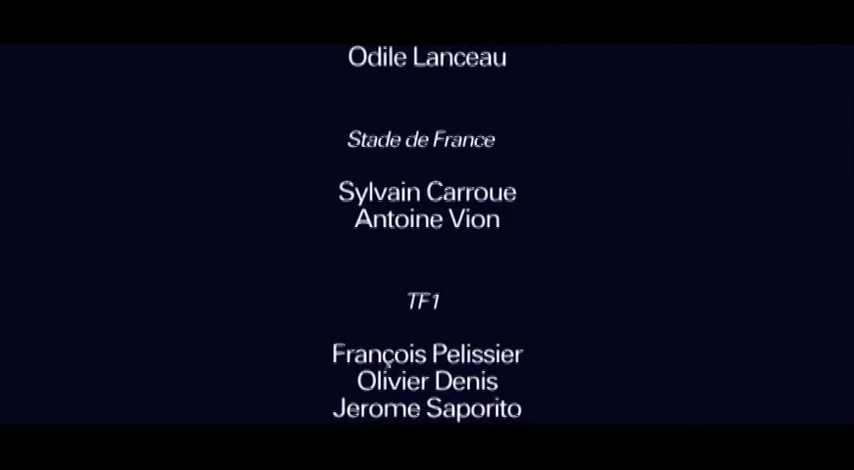 Odile Lanceau
Stade de France
Sylvain Carroue
Antoine Vion
TF1
François Pelissier
Olivier Denis
Jerome Saporito